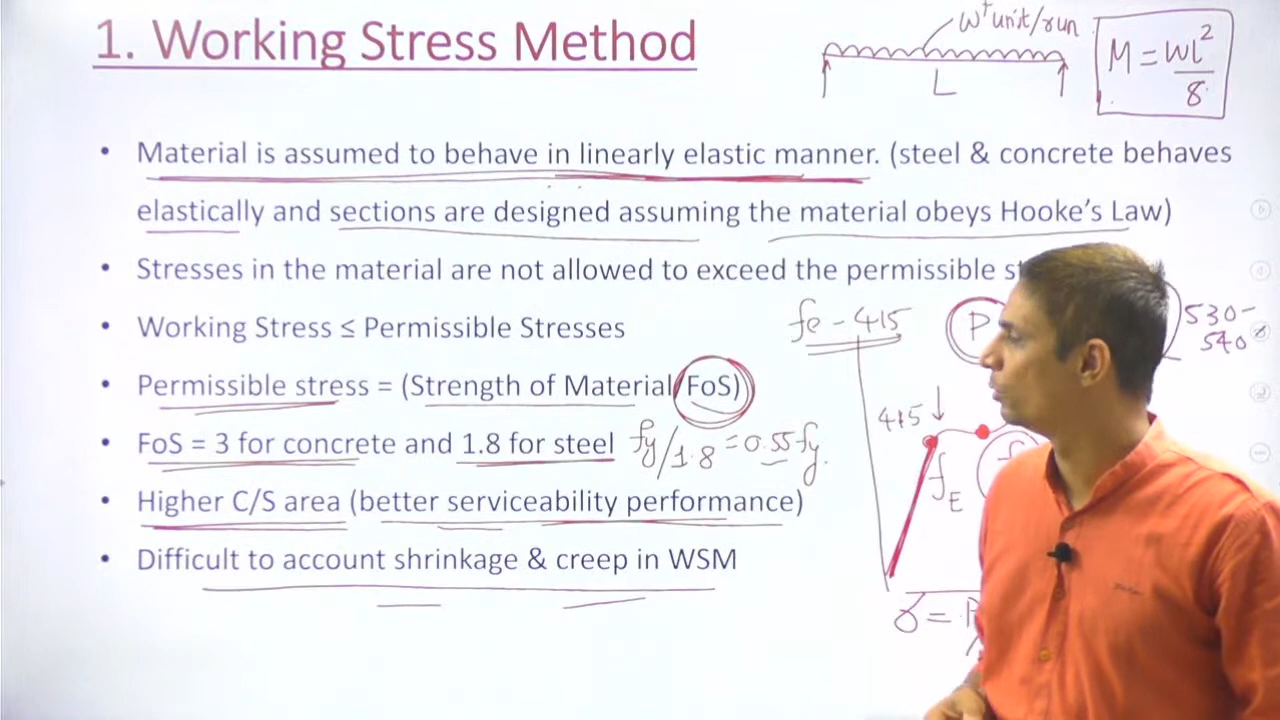 1. Working Stress Method
wᵗ unit/run
L
M = wl²/8
• Material is assumed to behave in linearly elastic manner. (steel & concrete behaves
elastically and sections are designed assuming the material obeys Hooke's Law)
• Stresses in the material are not allowed to exceed the permissible
• Working Stress ≤ Permissible Stresses
fe - 415
P
530-
540
• Permissible stress = (Strength of Material/FoS)
415
• FoS = 3 for concrete and 1.8 for steel
fy/1.8 = 0.55fy.
fE
• Higher C/S area (better serviceability performance)
• Difficult to account shrinkage & creep in WSM